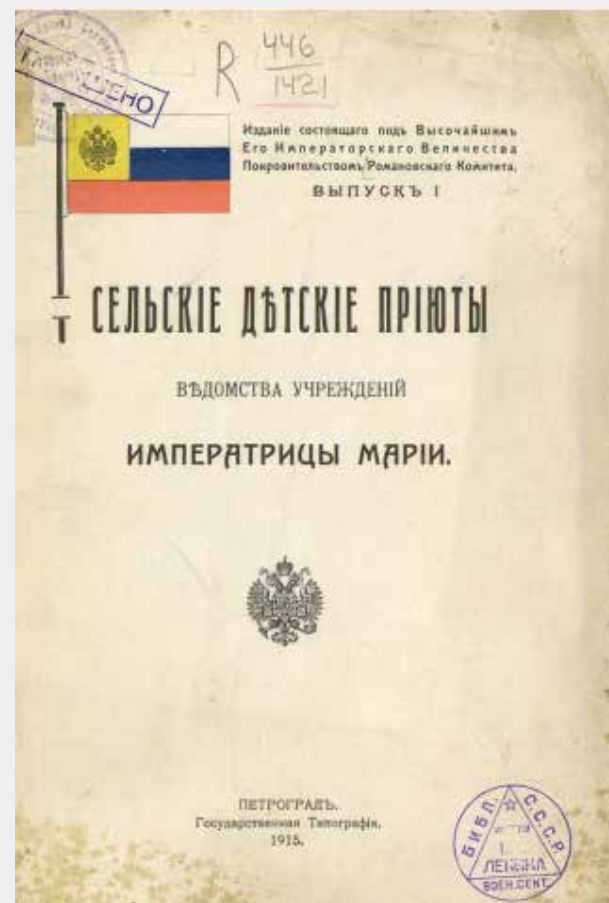 R 446
1421
Изданіе состоящаго подъ Высочайшимъ
Его Императорскаго Величества
Покровительствомъ Романовскаго Комитета.
ВЫПУСКЪ I
СЕЛЬСКІЕ ДѢТСКІЕ ПРІЮТЫ
ВѢДОМСТВА УЧРЕЖДЕНІЙ
ИМПЕРАТРИЦЫ МАРІИ.
ПЕТРОГРАДЪ.
Государственная Типографія.
1915.
БИБЛ. С.С.С.Р.
ЛЕНИНА